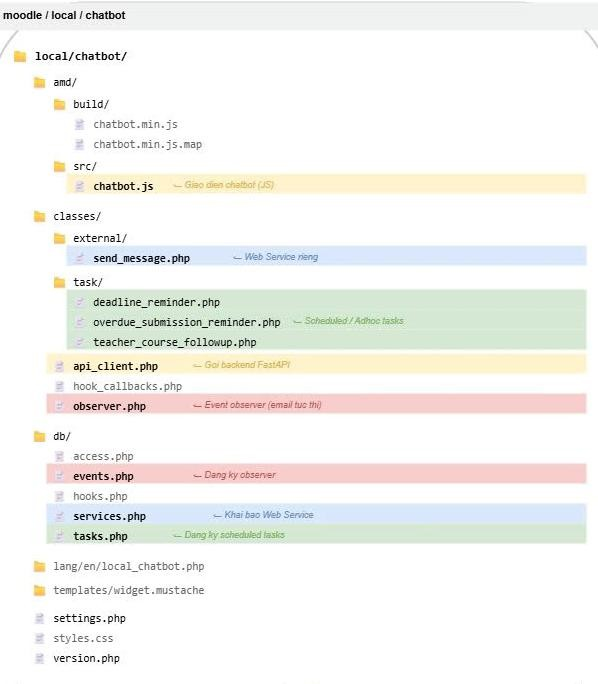 moodle / local / chatbot
local/chatbot/
amd/
build/
chatbot.min.js
chatbot.min.js.map
src/
chatbot.js ← Giao dien chatbot (JS)
classes/
external/
send_message.php ← Web Service rieng
task/
deadline_reminder.php
overdue_submission_reminder.php ← Scheduled / Adhoc tasks
teacher_course_followup.php
api_client.php ← Goi backend FastAPI
hook_callbacks.php
observer.php ← Event observer (email tuc thi)
db/
access.php
events.php ← Dang ky observer
hooks.php
services.php ← Khai bao Web Service
tasks.php ← Dang ky scheduled tasks
lang/en/local_chatbot.php
templates/widget.mustache
settings.php
styles.css
version.php